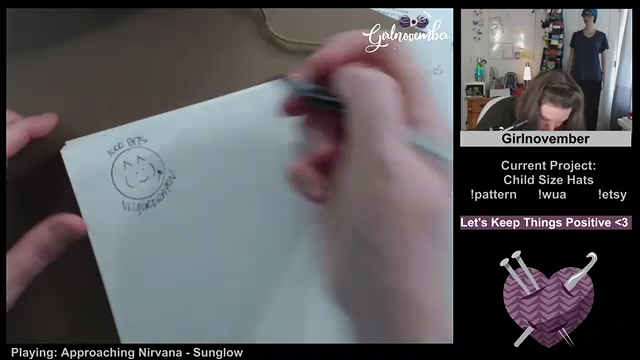 Girlnovember
1000 BITS
Girlnovember
Current Project:
Child Size Hats
!pattern !wua !etsy
Let's Keep Things Positive <3
Playing: Approaching Nirvana - Sunglow